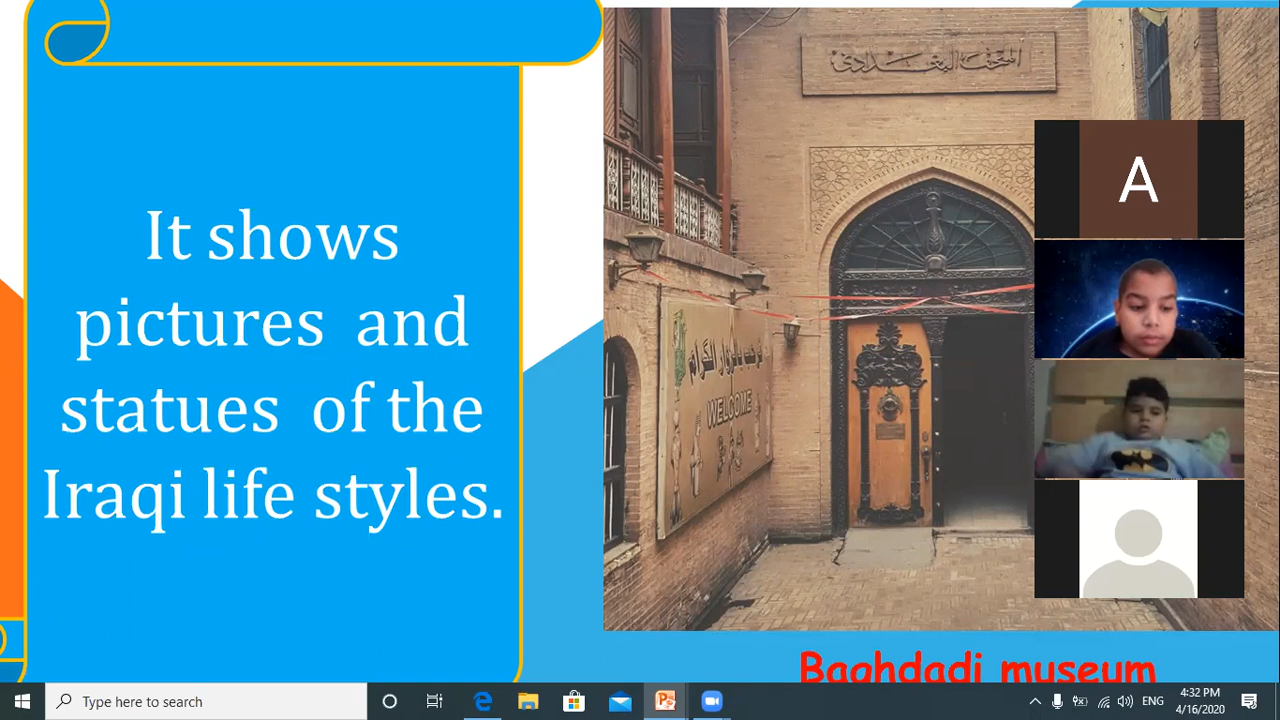 It shows
pictures and
statues of the
Iraqi life styles.
المتحف البغدادي
WELCOME
A
Baghdadi museum
Type here to search
ENG
4:32 PM
4/16/2020